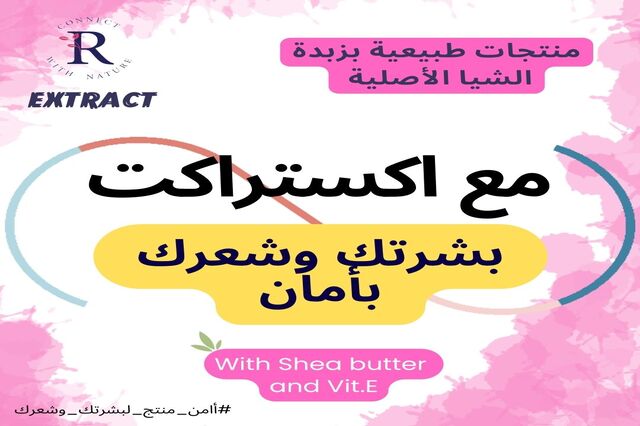 CONNECT
R
WITH NATURE
EXTRACT
منتجات طبيعية بزبدة
الشيا الأصلية
مع اكستراكت
بشرتك وشعرك
بأمان
With Shea butter
and Vit.E
#أامن_منتج_لبشرتك_وشعرك